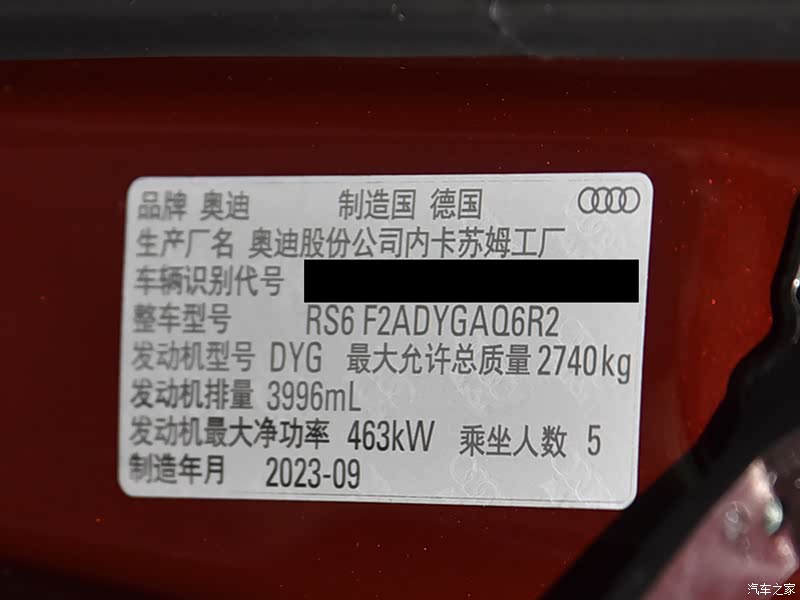 品牌 奥迪 制造国 德国
生产厂名 奥迪股份公司内卡苏姆工厂
车辆识别代号
整车型号 RS6 F2ADYGAQ6R2
发动机型号 DYG 最大允许总质量 2740kg
发动机排量 3996mL
发动机最大净功率 463kW 乘坐人数 5
制造年月 2023-09
汽车之家